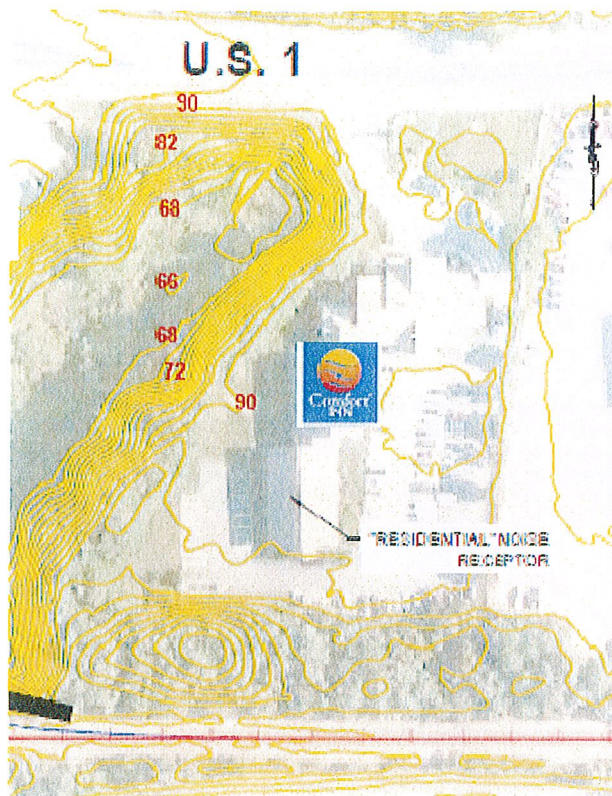 U.S. 1
90
82
68
66
68
72
90
Comfort
INN
"RESIDENTIAL" NOISE
RECEPTOR